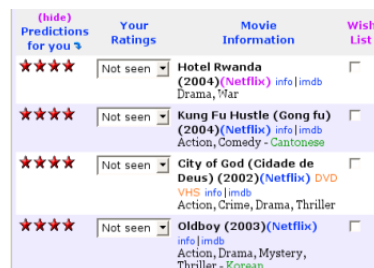 (hide)
Predictions
for you
Your
Ratings
Movie
Information
Wish
List
Not seen
Hotel Rwanda
(2004)(Netflix) info|imdb
Drama, War
Not seen
Kung Fu Hustle (Gong fu)
(2004)(Netflix) info|imdb
Action, Comedy - Cantonese
Not seen
City of God (Cidade de
Deus) (2002)(Netflix) DVD
VHS info|imdb
Action, Crime, Drama, Thriller
Not seen
Oldboy (2003)(Netflix)
info|imdb
Action, Drama, Mystery,
Thriller - Korean